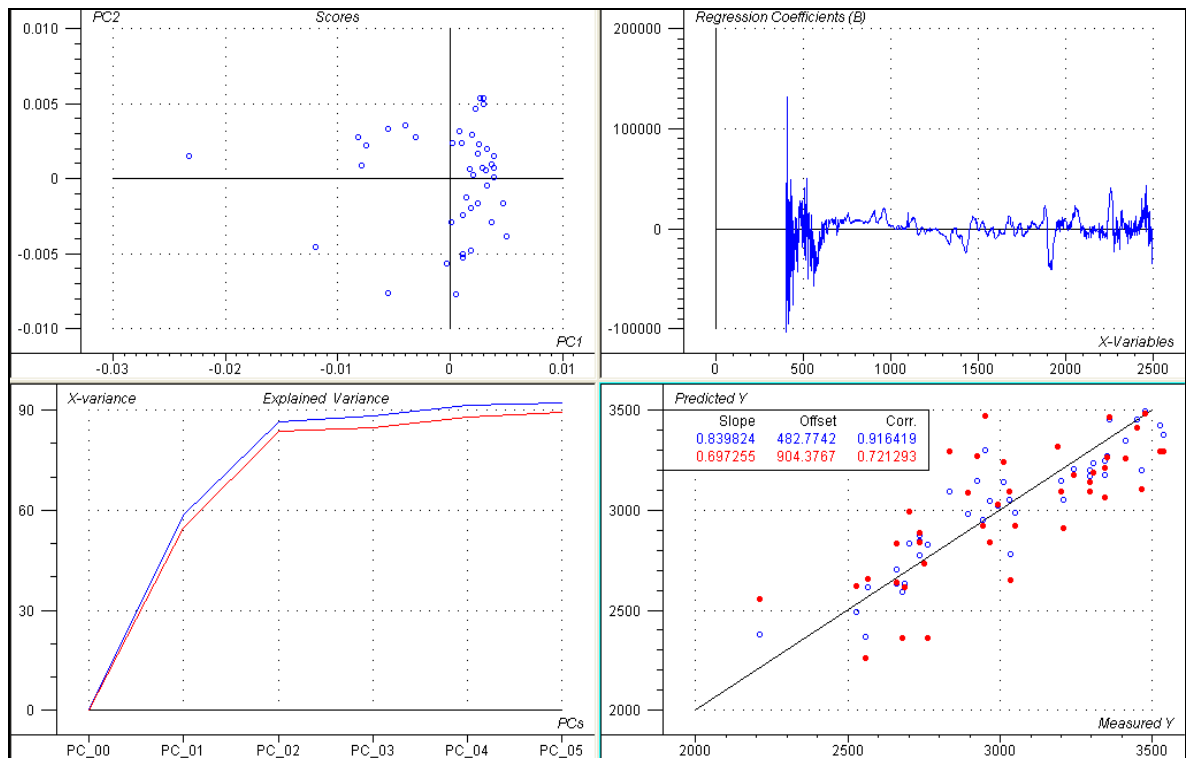 PC2 Scores
0.010
0.005
0
-0.005
-0.010
PC1
-0.03 -0.02 -0.01 0 0.01
Regression Coefficients (B)
200000
100000
0
-100000
X-Variables
0 500 1000 1500 2000 2500
X-variance Explained Variance
90
60
30
0
PCs
PC_00 PC_01 PC_02 PC_03 PC_04 PC_05
Predicted Y
Slope Offset Corr.
0.839824 482.7742 0.916419
0.697255 904.3767 0.721293
3500
3000
2500
2000
Measured Y
2000 2500 3000 3500